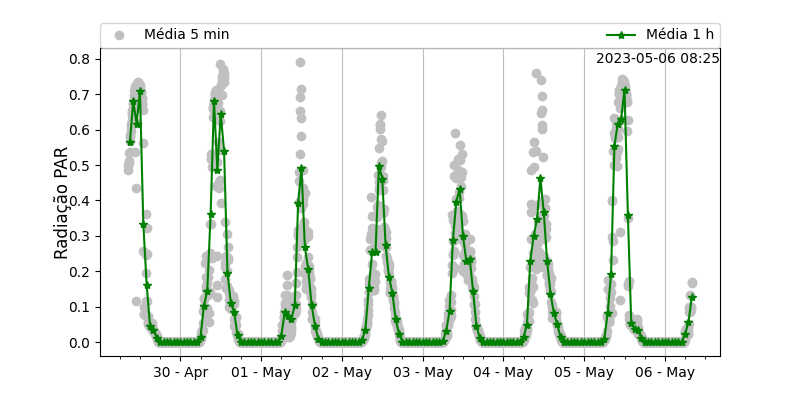 Média 5 min
Média 1 h
2023-05-06 08:25
Radiação PAR
0.8
0.7
0.6
0.5
0.4
0.3
0.2
0.1
0.0
30 - Apr
01 - May
02 - May
03 - May
04 - May
05 - May
06 - May